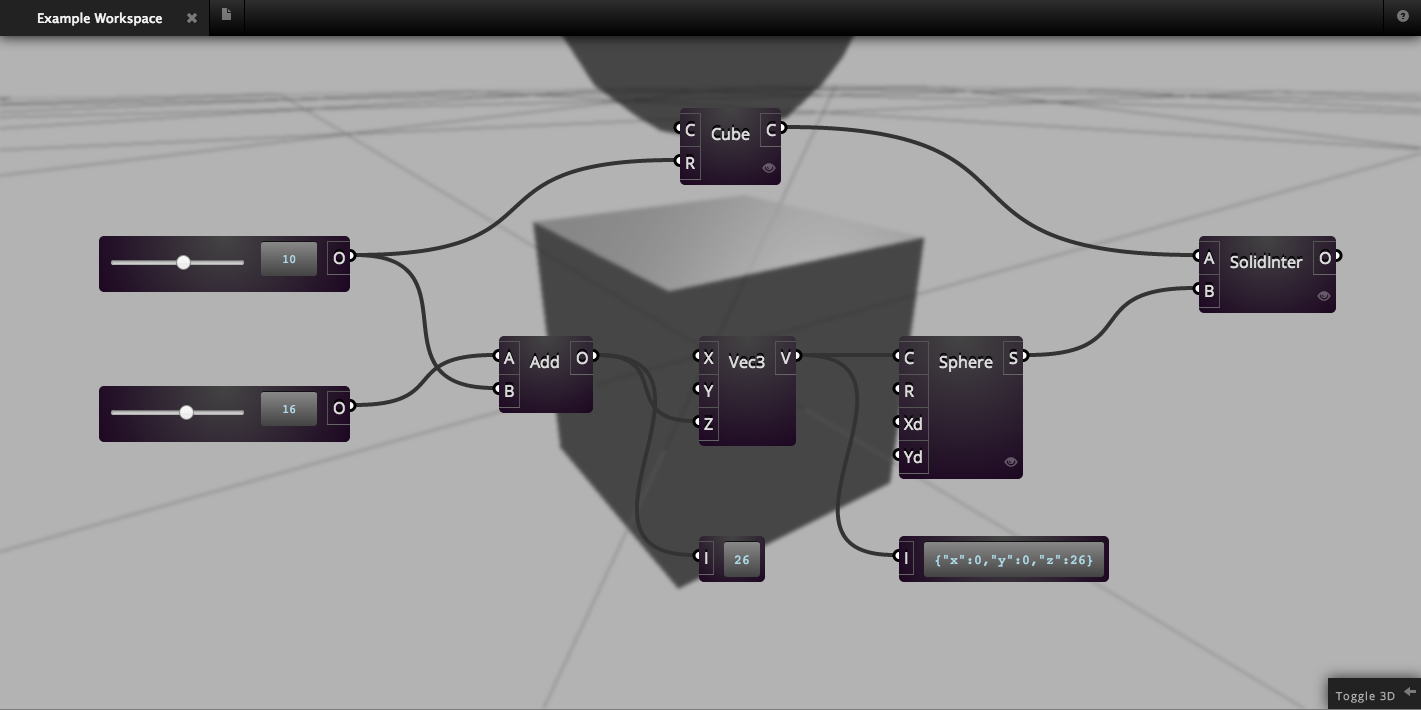 Example Workspace
C Cube C
R
10 O
A SolidInter O
B
A Add O
B
X Vec3 V
Y
Z
C Sphere S
R
Xd
Yd
16 O
I 26
I {"x":0,"y":0,"z":26}
Toggle 3D